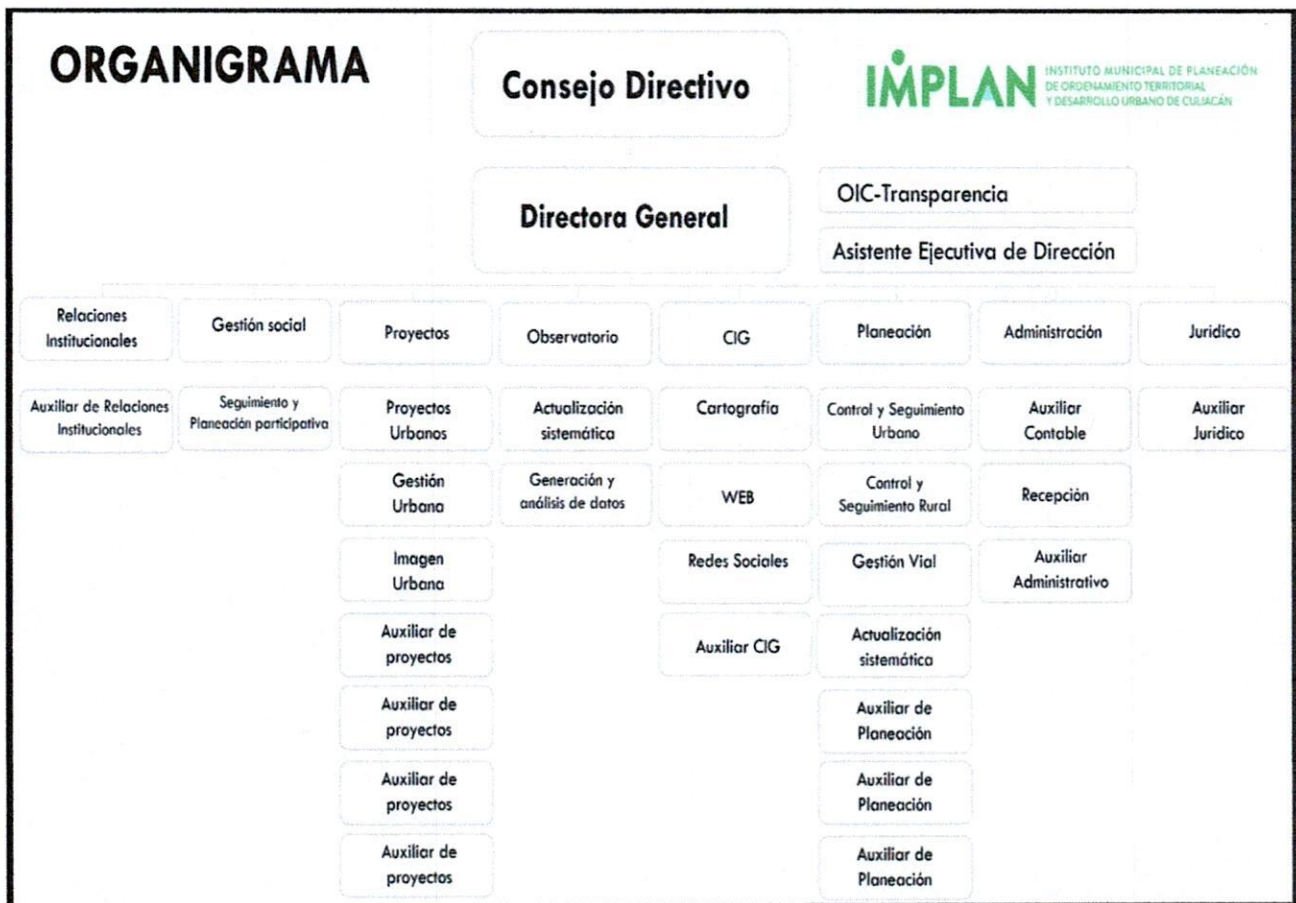 ORGANIGRAMA
Consejo Directivo
IMPLAN
INSTITUTO MUNICIPAL DE PLANEACIÓN
DE ORDENAMIENTO TERRITORIAL
Y DESARROLLO URBANO DE CULIACÁN
Directora General
OIC-Transparencia
Asistente Ejecutiva de Dirección
Relaciones
Institucionales
Gestión social
Proyectos
Observatorio
CIG
Planeación
Administración
Juridico
Auxiliar de Relaciones
Institucionales
Seguimiento y
Planeación participativa
Proyectos
Urbanos
Actualización
sistemática
Cartografía
Control y Seguimiento
Urbano
Auxiliar
Contable
Auxiliar
Juridico
Gestión
Urbana
Generación y
análisis de datos
WEB
Control y
Seguimiento Rural
Recepción
Imagen
Urbana
Redes Sociales
Gestión Vial
Auxiliar
Administrativo
Auxiliar de
proyectos
Auxiliar CIG
Actualización
sistemática
Auxiliar de
proyectos
Auxiliar de
Planeación
Auxiliar de
proyectos
Auxiliar de
Planeación
Auxiliar de
proyectos
Auxiliar de
Planeación